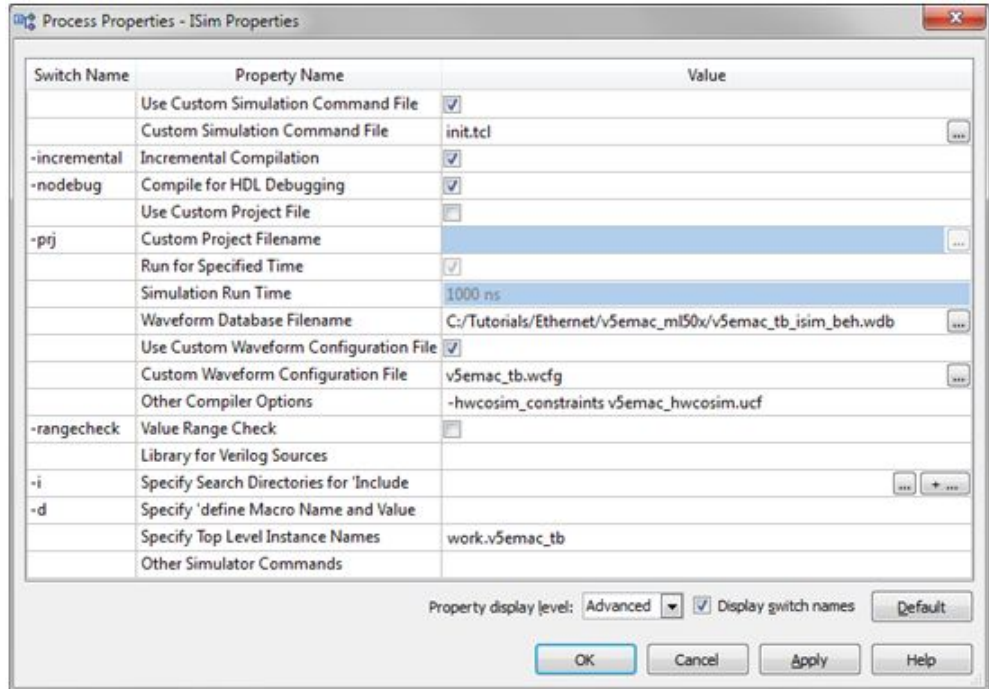 Process Properties - ISim Properties
Switch Name Property Name Value
Use Custom Simulation Command File
Custom Simulation Command File init.tcl ...
-incremental Incremental Compilation
-nodebug Compile for HDL Debugging
Use Custom Project File
-prj Custom Project Filename ...
Run for Specified Time
Simulation Run Time 1000 ns
Waveform Database Filename C:/Tutorials/Ethernet/v5emac_ml50x/v5emac_tb_isim_beh.wdb ...
Use Custom Waveform Configuration File
Custom Waveform Configuration File v5emac_tb.wcfg ...
Other Compiler Options -hwcosim_constraints v5emac_hwcosim.ucf
-rangecheck Value Range Check
Library for Verilog Sources
-i Specify Search Directories for 'Include ... + ...
-d Specify 'define Macro Name and Value
Specify Top Level Instance Names work.v5emac_tb
Other Simulator Commands
Property display level: Advanced Display switch names Default
OK Cancel Apply Help